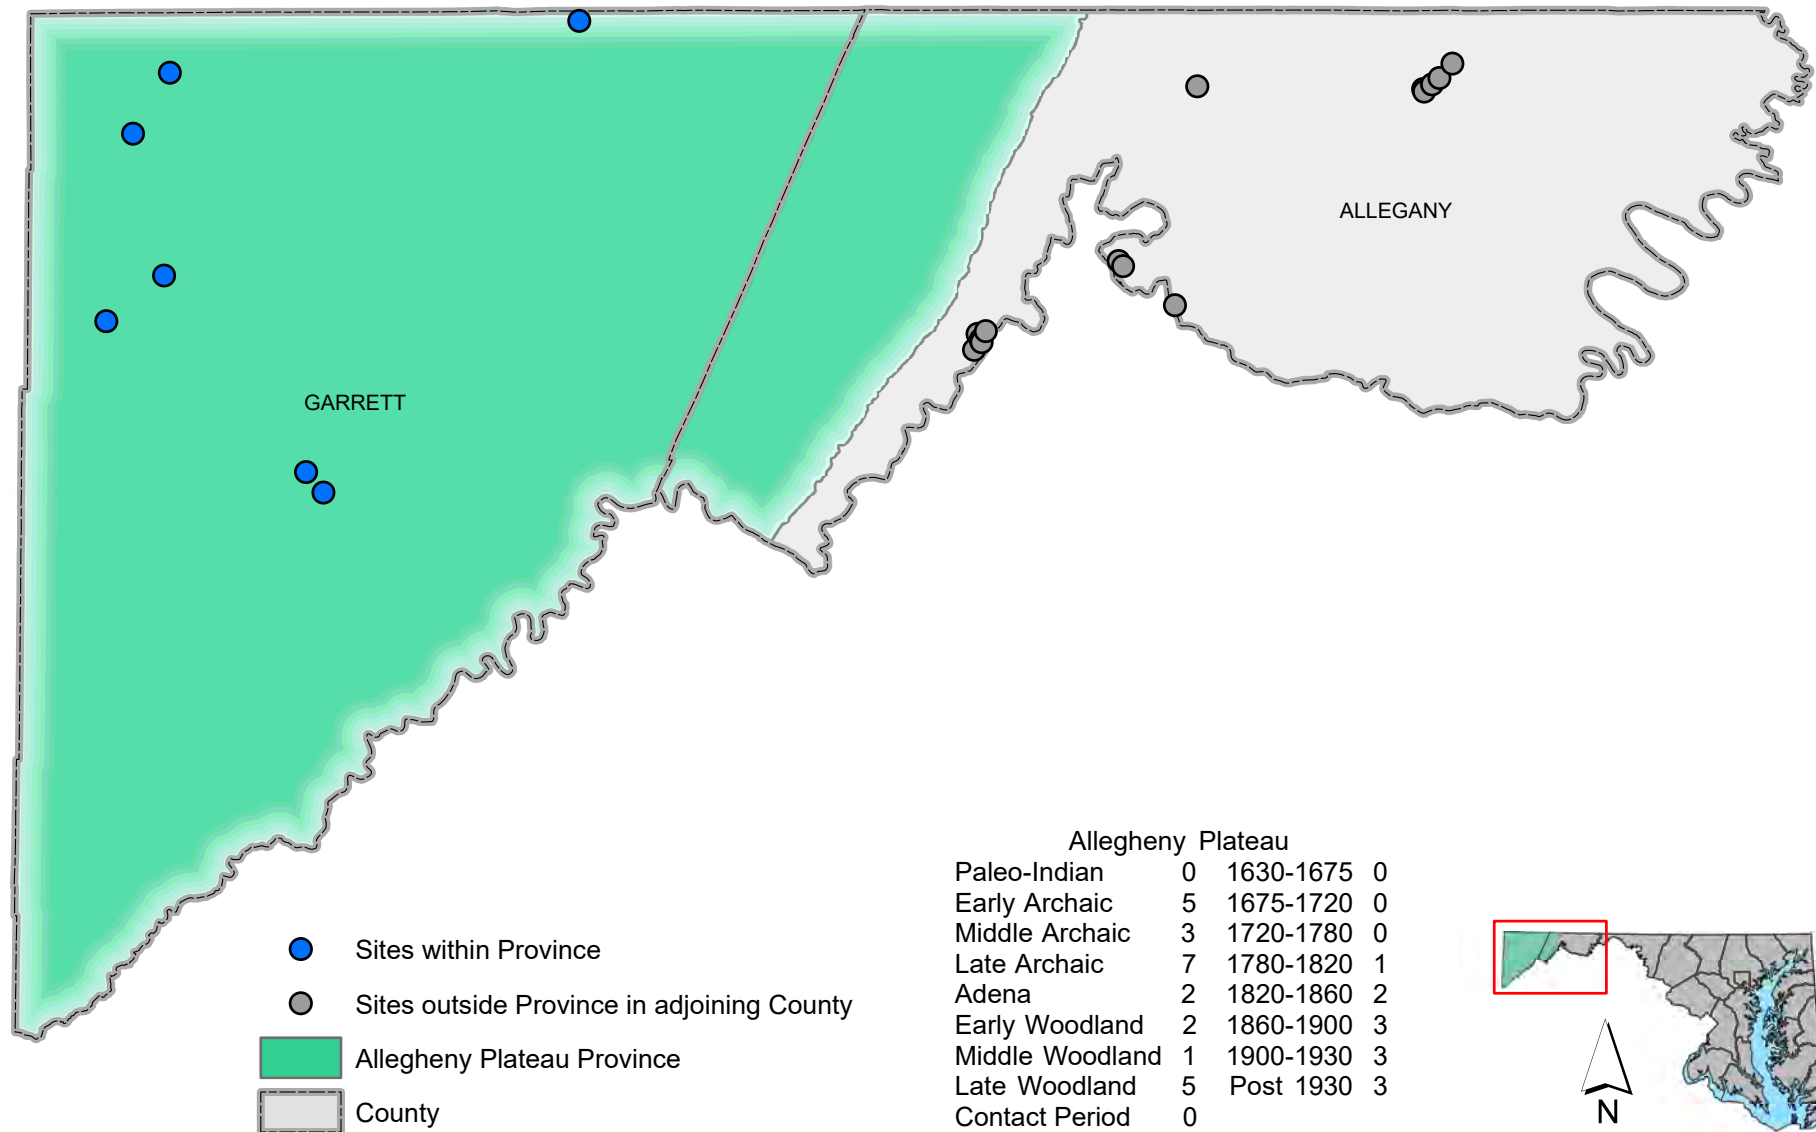 ALLEGANY
GARRETT
Sites within Province
Sites outside Province in adjoining County
Allegheny Plateau Province
County
Allegheny Plateau
Paleo-Indian 0 1630-1675 0
Early Archaic 5 1675-1720 0
Middle Archaic 3 1720-1780 0
Late Archaic 7 1780-1820 1
Adena 2 1820-1860 2
Early Woodland 2 1860-1900 3
Middle Woodland 1 1900-1930 3
Late Woodland 5 Post 1930 3
Contact Period 0
N